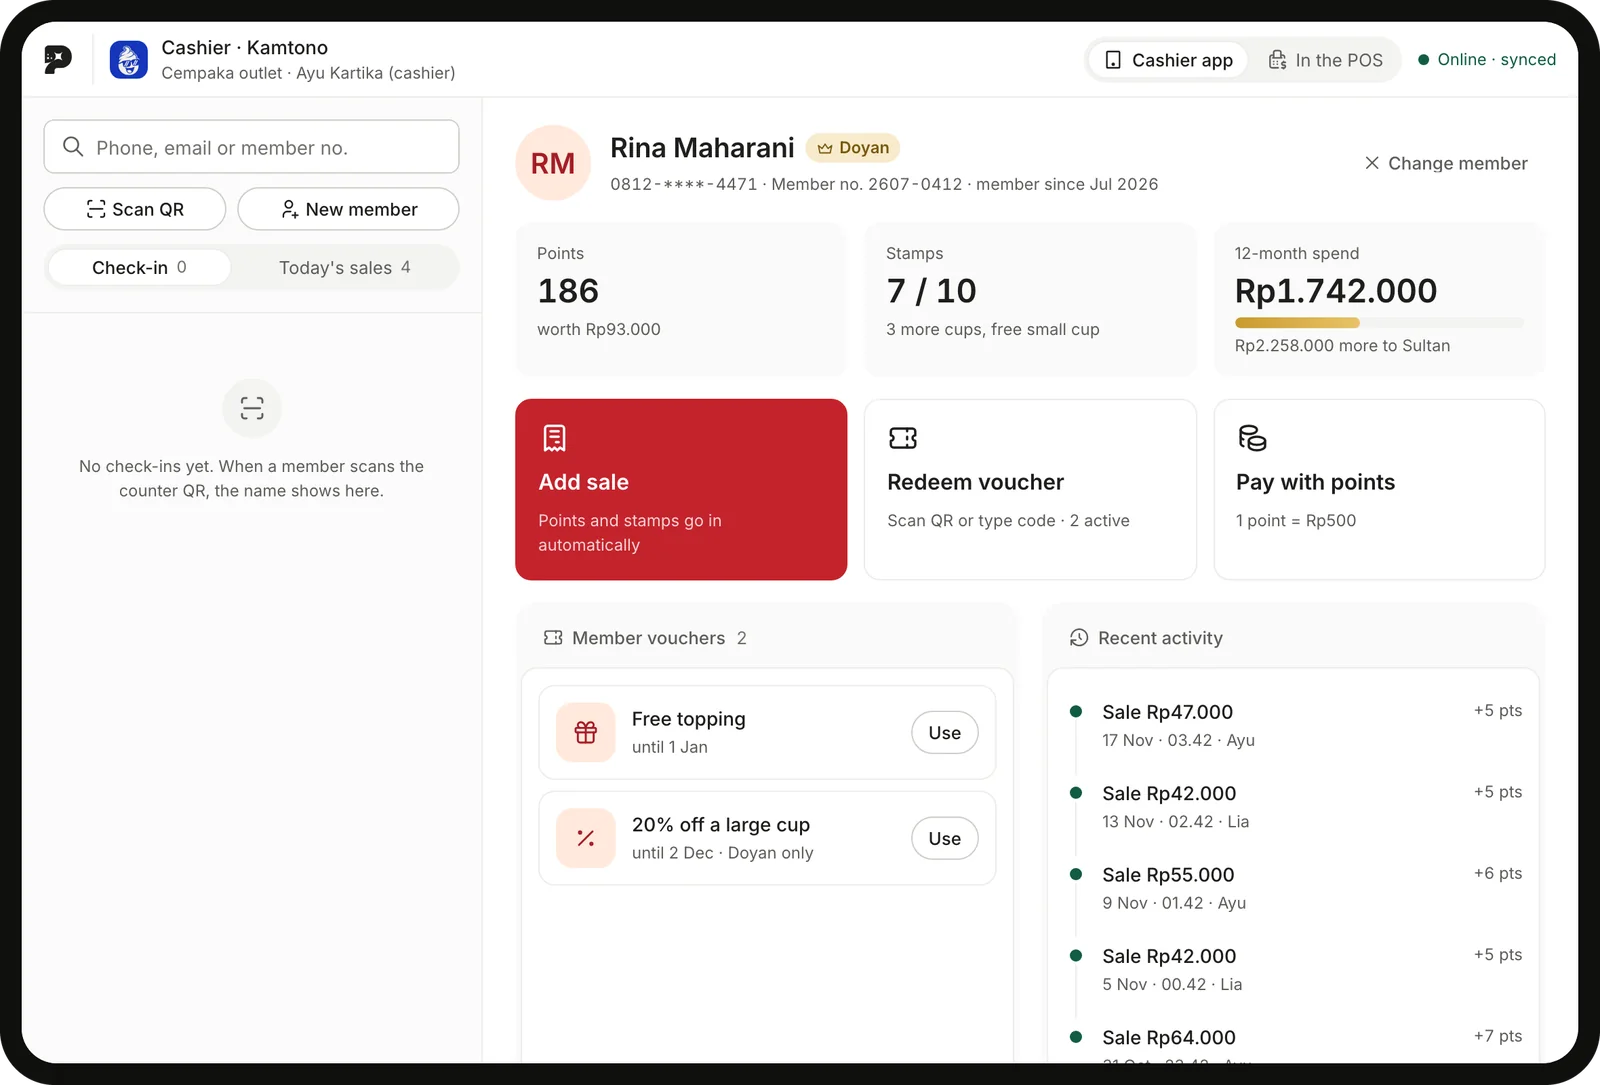 Cashier · Kamtono
Cempaka outlet · Ayu Kartika (cashier)
Cashier app
In the POS
Online · synced
Phone, email or member no.
Scan QR
New member
Check-in 0
Today's sales 4
No check-ins yet. When a member scans the
counter QR, the name shows here.
RM
Rina Maharani
Doyan
0812-****-4471 · Member no. 2607-0412 · member since Jul 2026
Change member
Points
186
worth Rp93.000
Stamps
7 / 10
3 more cups, free small cup
12-month spend
Rp1.742.000
Rp2.258.000 more to Sultan
Add sale
Points and stamps go in
automatically
Redeem voucher
Scan QR or type code · 2 active
Pay with points
1 point = Rp500
Member vouchers 2
Free topping
until 1 Jan
Use
20% off a large cup
until 2 Dec · Doyan only
Use
Recent activity
Sale Rp47.000
+5 pts
17 Nov · 03.42 · Ayu
Sale Rp42.000
+5 pts
13 Nov · 02.42 · Lia
Sale Rp55.000
+6 pts
9 Nov · 01.42 · Ayu
Sale Rp42.000
+5 pts
5 Nov · 00.42 · Lia
Sale Rp64.000
+7 pts